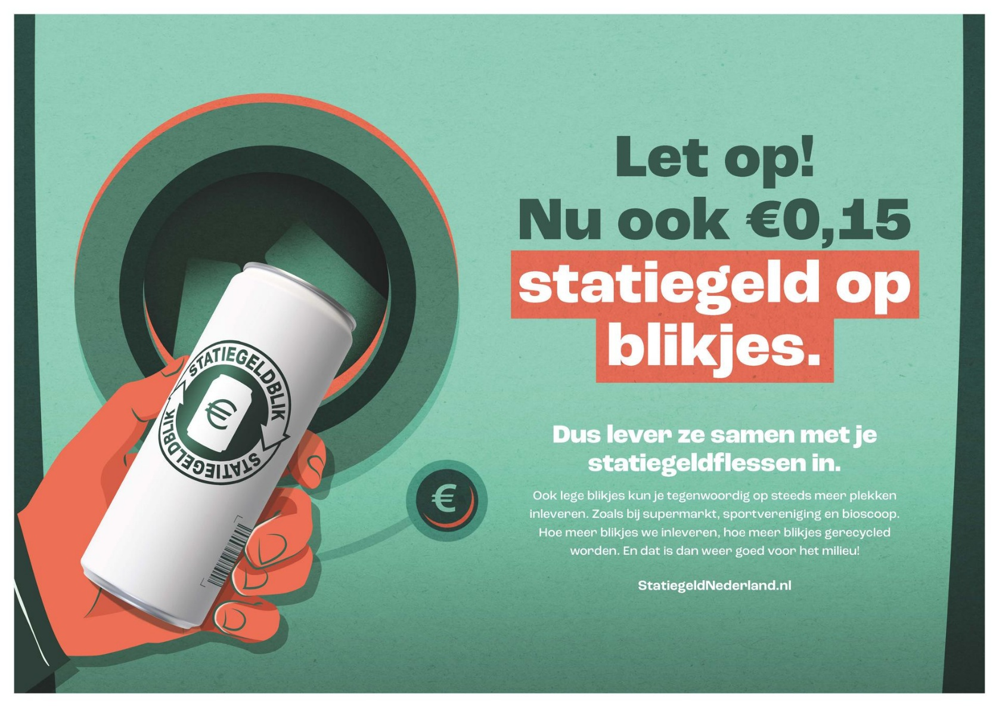 Let op!
Nu ook €0,15
statiegeld op
blikjes.
Dus lever ze samen met je
statiegeldflessen in.
Ook lege blikjes kun je tegenwoordig op steeds meer plekken
inleveren. Zoals bij supermarkt, sportvereniging en bioscoop.
Hoe meer blikjes we inleveren, hoe meer blikjes gerecycled
worden. En dat is dan weer goed voor het milieu!
StatiegeldNederland.nl
STATIEGELDBLIK
STATIEGELDBLIK
€
€